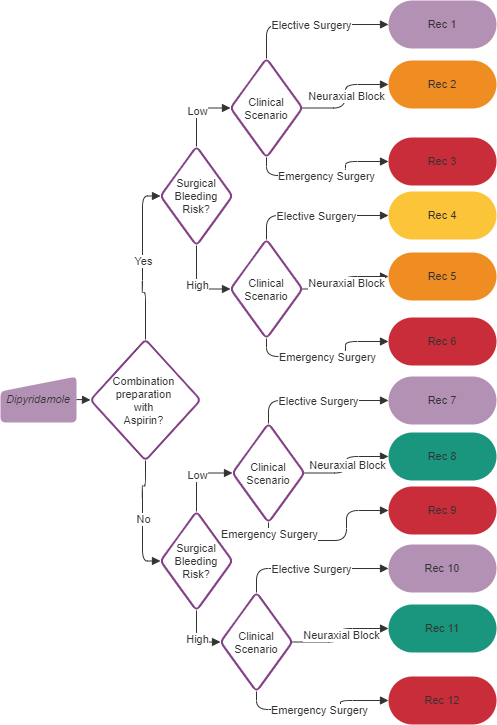 Elective Surgery
Rec 1
Neuraxial Block
Rec 2
Low
Clinical
Scenario
Emergency Surgery
Rec 3
Surgical
Bleeding
Risk?
Elective Surgery
Rec 4
Yes
High
Clinical
Scenario
Neuraxial Block
Rec 5
Emergency Surgery
Rec 6
Dipyridamole
Combination
preparation
with
Aspirin?
Elective Surgery
Rec 7
Low
Clinical
Scenario
Neuraxial Block
Rec 8
Emergency Surgery
Rec 9
No
Surgical
Bleeding
Risk?
Elective Surgery
Rec 10
High
Clinical
Scenario
Neuraxial Block
Rec 11
Emergency Surgery
Rec 12